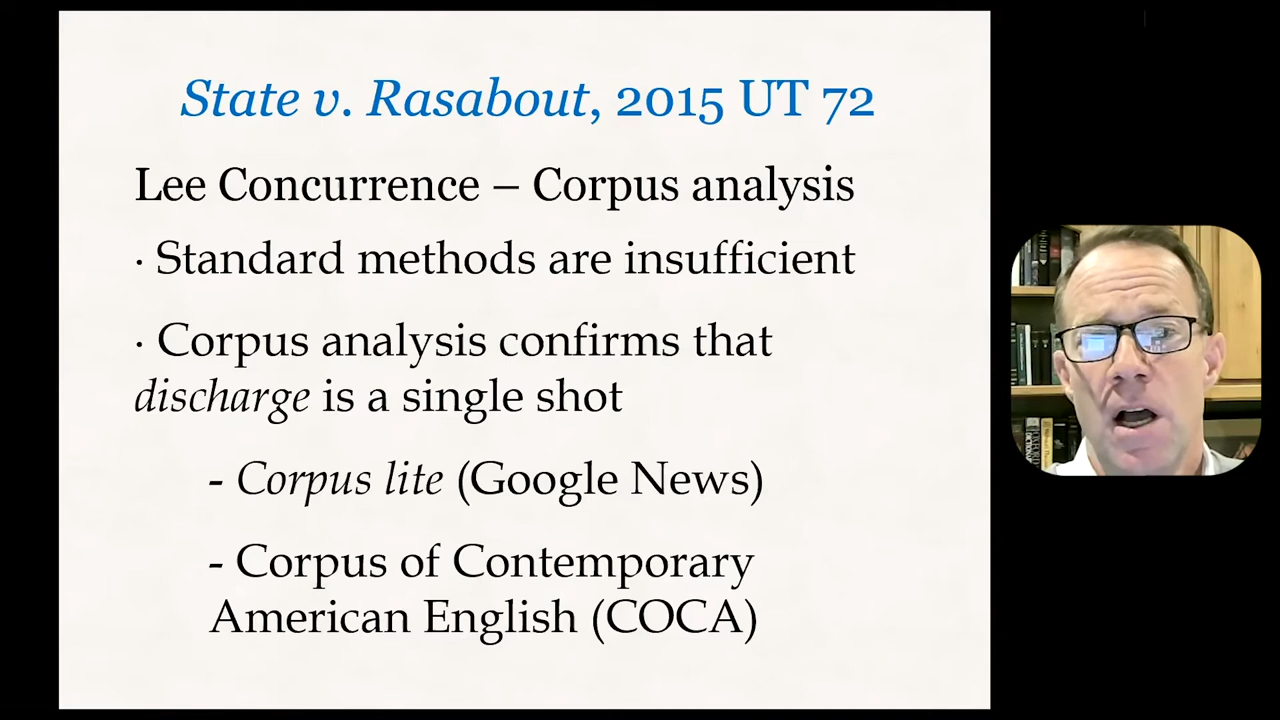 State v. Rasabout, 2015 UT 72
Lee Concurrence – Corpus analysis
· Standard methods are insufficient
· Corpus analysis confirms that
discharge is a single shot
- Corpus lite (Google News)
- Corpus of Contemporary
American English (COCA)